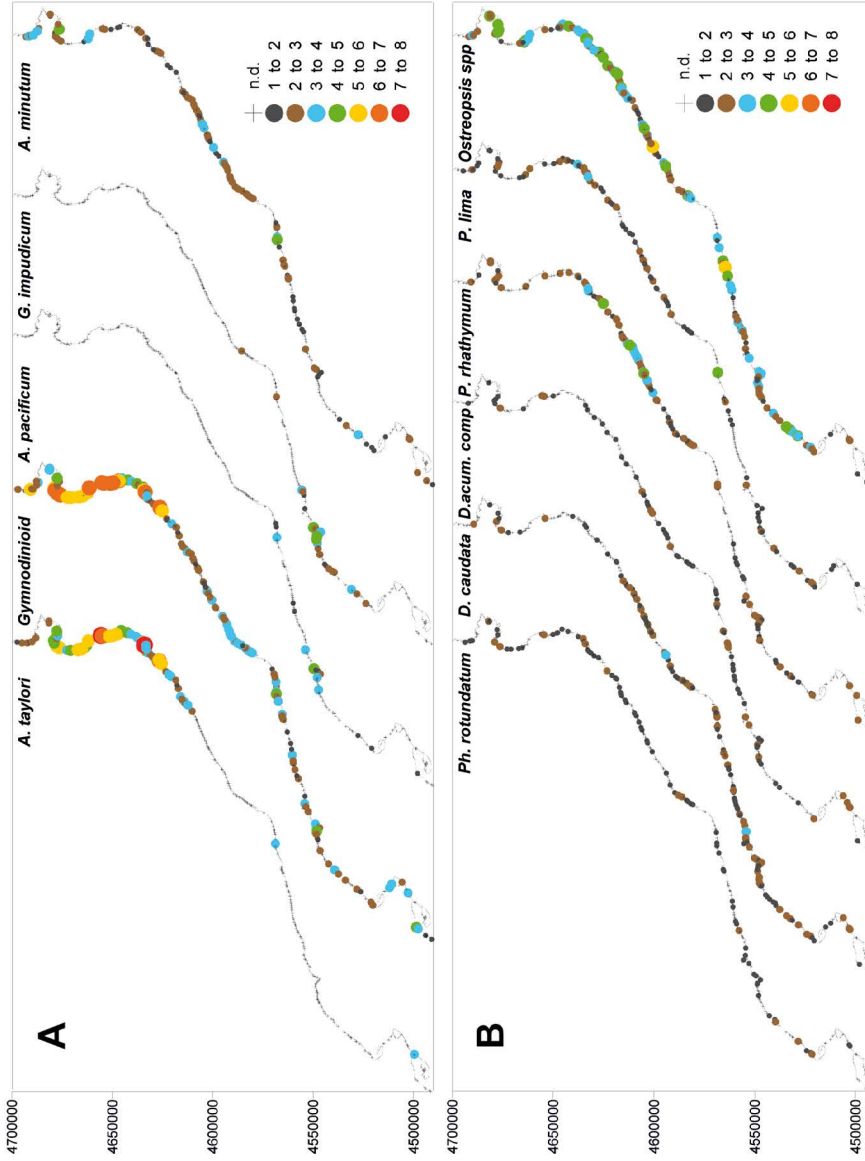 A
4700000
4650000
4600000
4550000
4500000
A. taylori
Gymnodinioid
A. pacificum
G. impudicum
A. minutum
n.d.
1 to 2
2 to 3
3 to 4
4 to 5
5 to 6
6 to 7
7 to 8
B
4700000
4650000
4600000
4550000
4500000
Ph. rotundatum
D. caudata
D.acum. comp
P. rhathymum
P. lima
Ostreopsis spp
n.d.
1 to 2
2 to 3
3 to 4
4 to 5
5 to 6
6 to 7
7 to 8